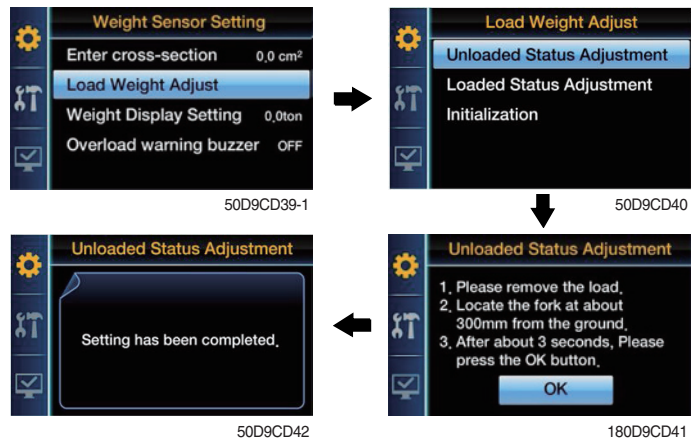 Weight Sensor Setting
Enter cross-section 0.0 cm²
Load Weight Adjust
Weight Display Setting 0.0ton
Overload warning buzzer OFF
50D9CD39-1
Load Weight Adjust
Unloaded Status Adjustment
Loaded Status Adjustment
Initialization
50D9CD40
Unloaded Status Adjustment
1. Please remove the load.
2. Locate the fork at about
300mm from the ground.
3. After about 3 seconds, Please
press the OK button.
OK
180D9CD41
Unloaded Status Adjustment
Setting has been completed.
50D9CD42